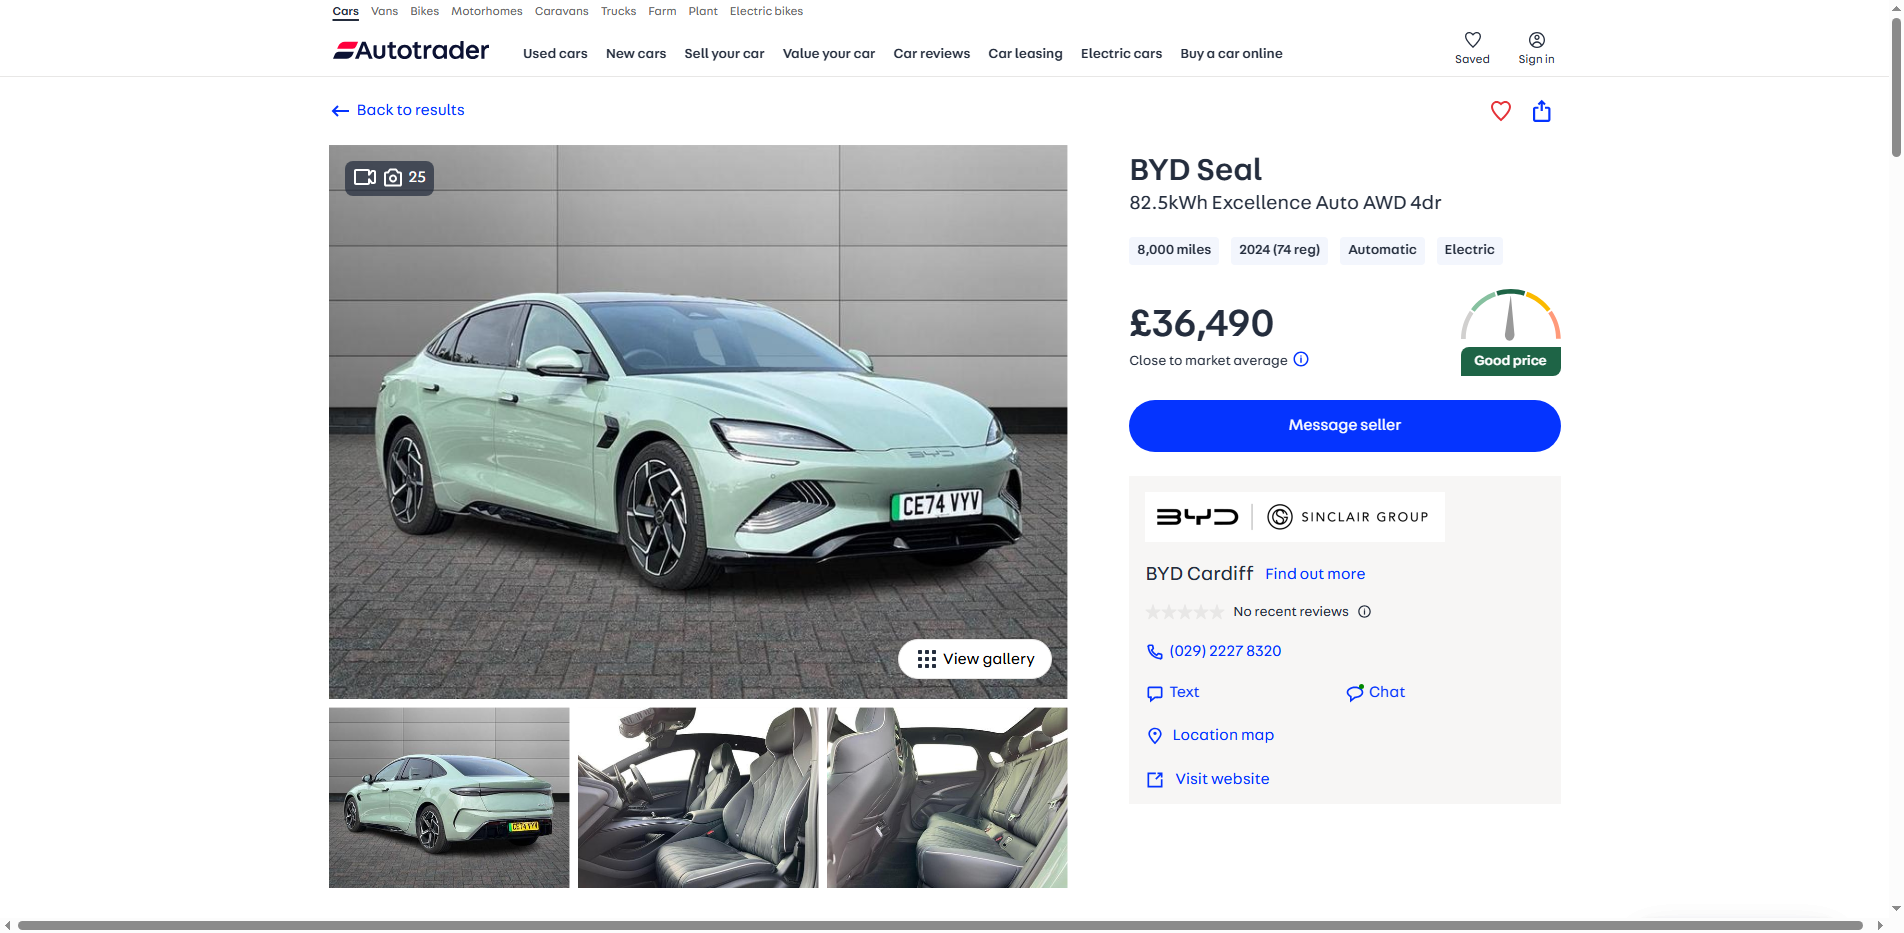 Cars Vans Bikes Motorhomes Caravans Trucks Farm Plant Electric bikes
Autotrader
Used cars New cars Sell your car Value your car Car reviews Car leasing Electric cars Buy a car online
Saved Sign in
Back to results
25
CE74 VYV
BYD
View gallery
CE74 VYV
BYD Seal
82.5kWh Excellence Auto AWD 4dr
8,000 miles 2024 (74 reg) Automatic Electric
£36,490
Close to market average
Good price
Message seller
BYD SINCLAIR GROUP
BYD Cardiff Find out more
No recent reviews
(029) 2227 8320
Text Chat
Location map
Visit website